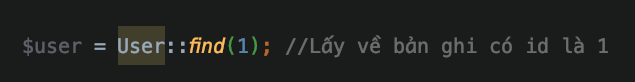 $user = User::find(1); //Lấy về bản ghi có id là 1